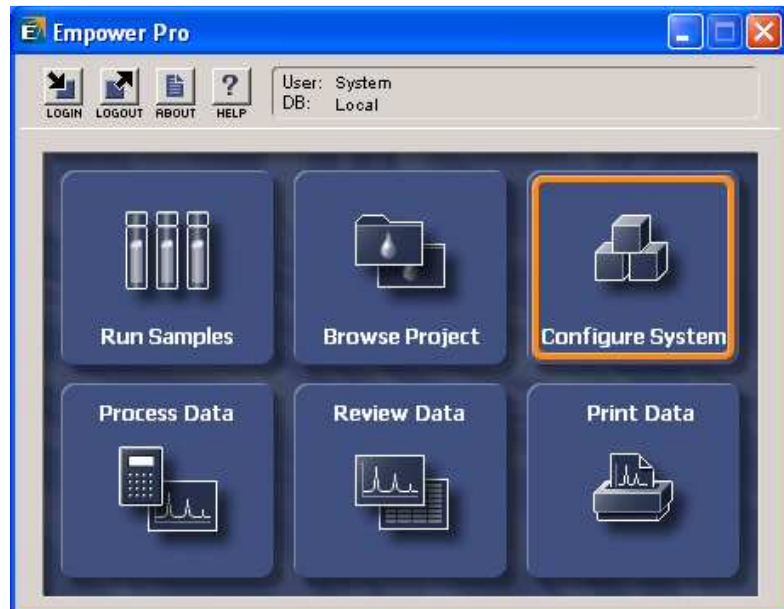 Empower Pro
LOGIN LOGOUT ABOUT HELP
User: System
DB: Local
Run Samples
Browse Project
Configure System
Process Data
Review Data
Print Data